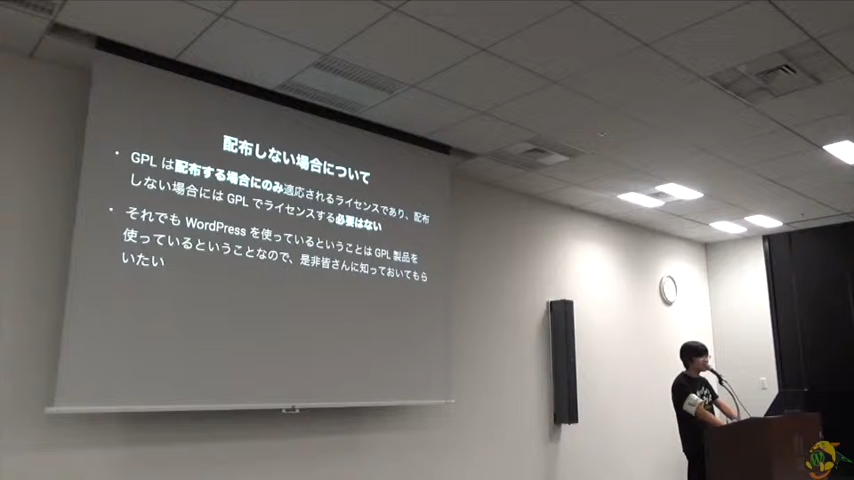 配布しない場合について
• GPL は配布する場合にのみ適応されるライセンスであり、配布
しない場合には GPL でライセンスする必要はない
• それでも WordPress を使っているということは GPL 製品を
使っているということなので、是非皆さんに知っておいてもら
いたい